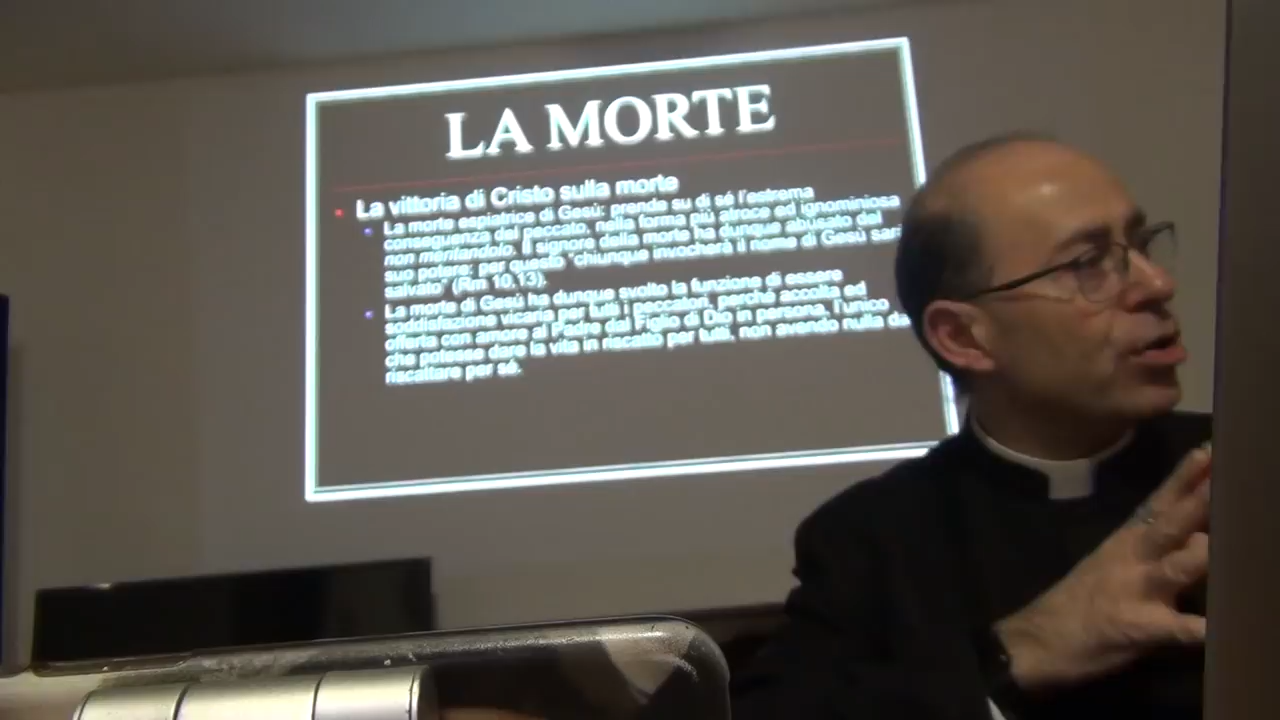 LA MORTE
La vittoria di Cristo sulla morte
La morte espiatrice di Gesù: prende su di sé l'estrema
conseguenza del peccato, nella forma più atroce ed ignominiosa
non meritandolo. Il signore della morte ha dunque abusato del
suo potere: per questo "chiunque invocherà il nome di Gesù sarà
salvato" (Rm 10,13).
La morte di Gesù ha dunque svolto la funzione di essere
soddisfazione vicaria per tutti i peccatori, perché accolta ed
offerta con amore al Padre dal Figlio di Dio in persona, l'unico
che potesse dare la vita in riscatto per tutti, non avendo nulla da
riscattare per sé.